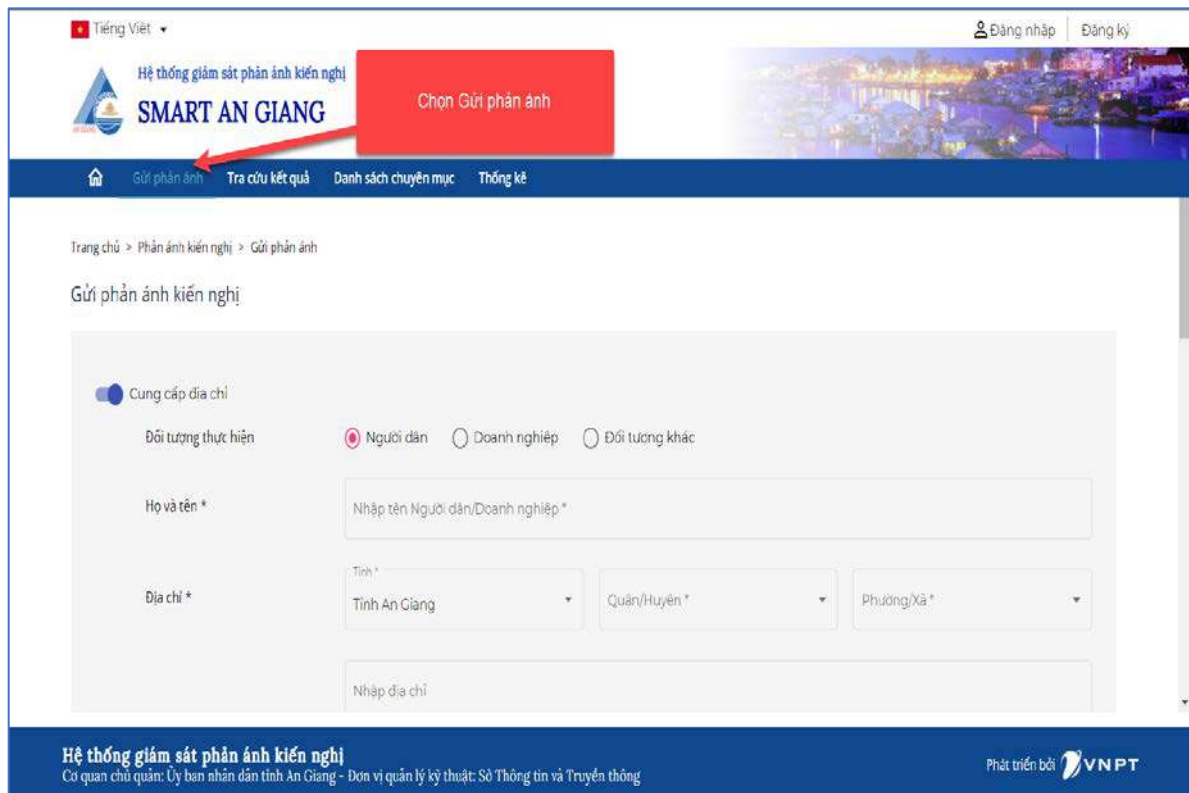 Tiếng Việt
Đăng nhập
Đăng ký
Hệ thống giám sát phản ánh kiến nghị
SMART AN GIANG
AN GIANG
Chọn Gửi phản ánh
Gửi phản ánh Tra cứu kết quả Danh sách chuyên mục Thống kê
Trang chủ > Phản ánh kiến nghị > Gửi phản ánh
Gửi phản ánh kiến nghị
Cung cấp địa chỉ
Đối tượng thực hiện Người dân Doanh nghiệp Đối tượng khác
Họ và tên * Nhập tên Người dân/Doanh nghiệp *
Tỉnh *
Địa chỉ * Tỉnh An Giang Quận/Huyện * Phường/Xã *
Nhập địa chỉ
Hệ thống giám sát phản ánh kiến nghị
Cơ quan chủ quản: Ủy ban nhân dân tỉnh An Giang - Đơn vị quản lý kỹ thuật: Sở Thông tin và Truyền thông
Phát triển bởi VNPT